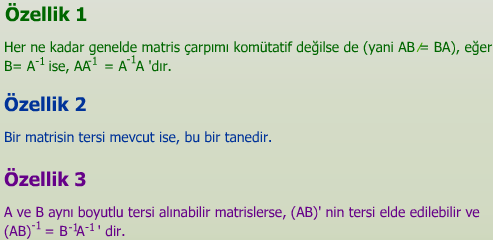 Özellik 1
Her ne kadar genelde matris çarpımı komütatif değilse de (yani AB ≠ BA), eğer
B= A⁻¹ ise, AA⁻¹ = A⁻¹A 'dır.
Özellik 2
Bir matrisin tersi mevcut ise, bu bir tanedir.
Özellik 3
A ve B aynı boyutlu tersi alınabilir matrislerse, (AB)' nin tersi elde edilebilir ve
(AB)⁻¹ = B⁻¹A⁻¹ ' dir.